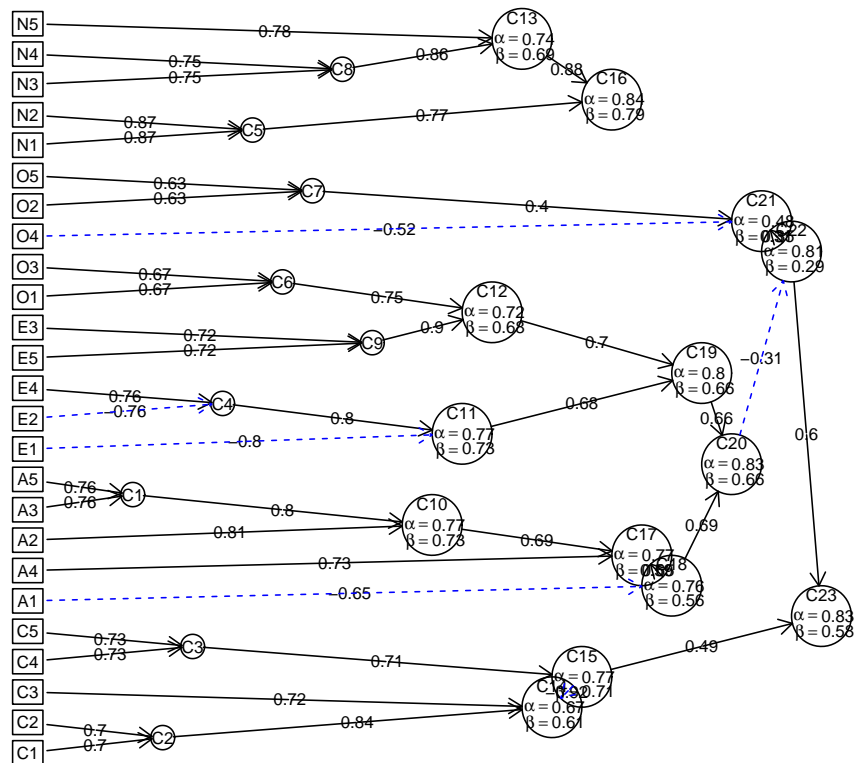 N5
0.78
N4
0.75
N3
0.75
C8
0.86
C13
α = 0.74
β = 0.69
0.88
C16
α = 0.84
β = 0.79
N2
0.87
N1
0.87
C5
0.77
O5
0.63
O2
0.63
C7
0.4
O4
−0.52
C21
α = 0.48
C22
α = 0.81
β = 0.29
O3
0.67
O1
0.67
C6
0.75
C12
α = 0.72
β = 0.68
E3
0.72
E5
0.72
C9
0.9
0.7
C19
α = 0.8
β = 0.66
−0.31
E4
0.76
E2
−0.76
C4
0.8
E1
−0.8
C11
α = 0.77
β = 0.73
0.68
0.66
C20
α = 0.83
β = 0.66
0.6
A5
0.76
A3
0.76
C1
0.8
A2
0.81
C10
α = 0.77
β = 0.73
0.69
A4
0.73
C17
α = 0.77
0.69
A1
−0.65
C18
α = 0.76
β = 0.56
C23
α = 0.83
β = 0.58
C5
0.73
C4
0.73
C3
0.71
C15
α = 0.77
0.49
C3
0.72
C14
α = 0.67
β = 0.61
C2
0.7
C1
0.7
C2
0.84